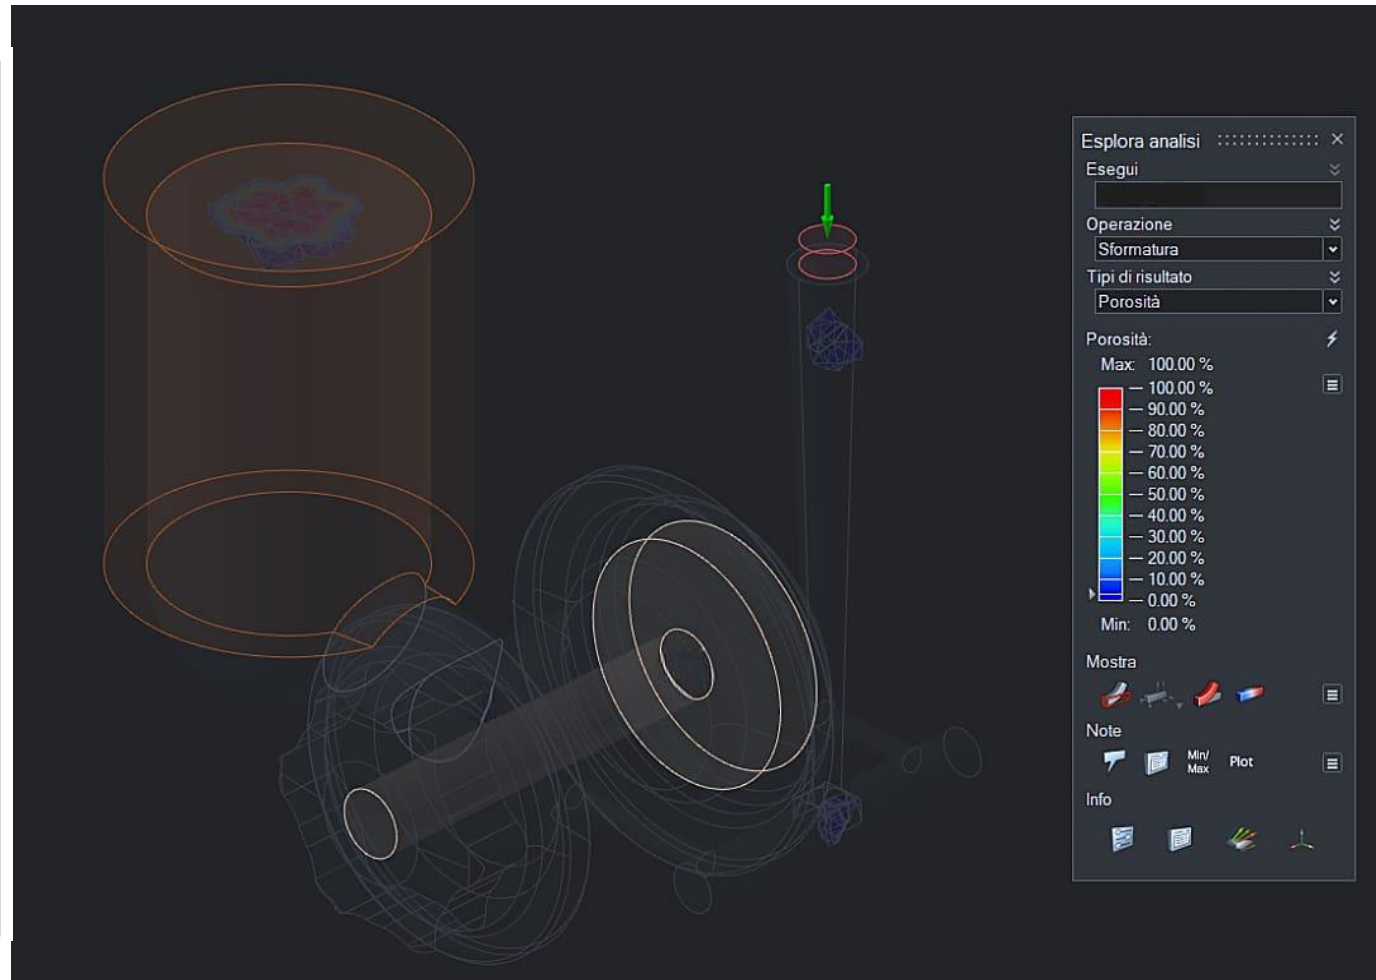 Esplora analisi
Esegui
Operazione
Sformatura
Tipi di risultato
Porosità
Porosità:
Max: 100.00 %
100.00 %
90.00 %
80.00 %
70.00 %
60.00 %
50.00 %
40.00 %
30.00 %
20.00 %
10.00 %
0.00 %
Min: 0.00 %
Mostra
Note
Min/
Max
Plot
Info